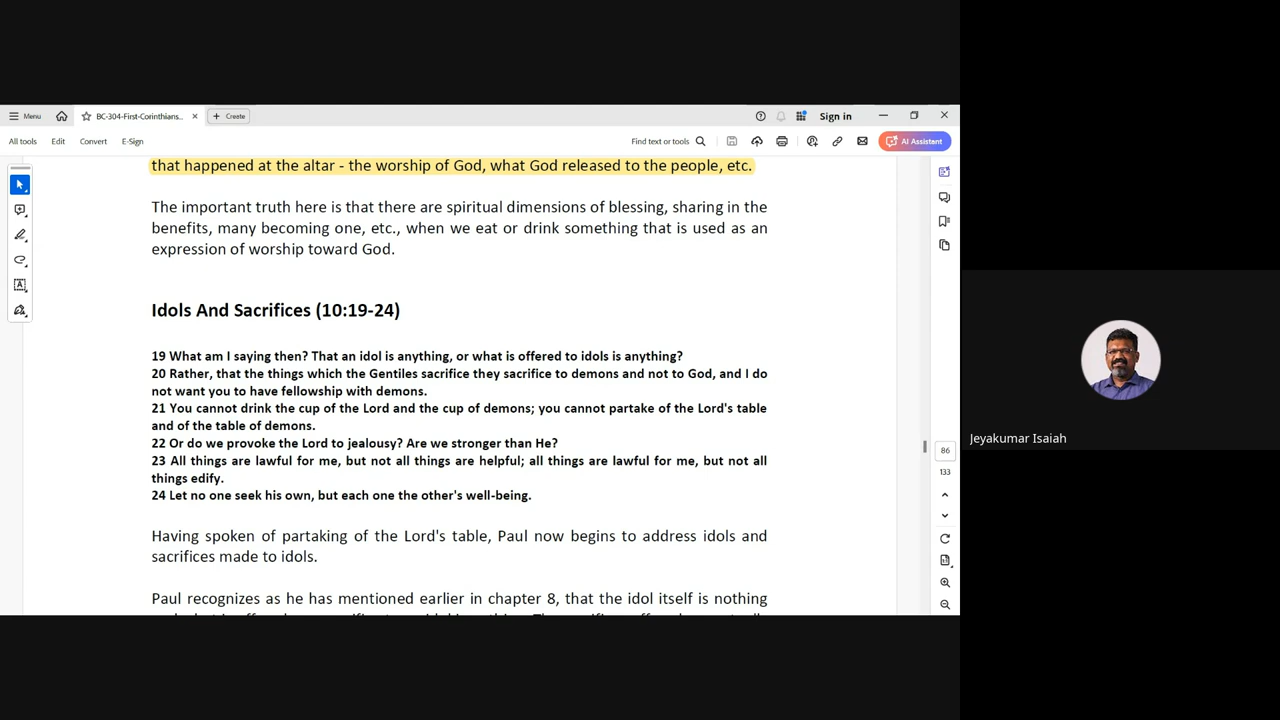 Menu
BC-304-First-Corinthians...
Create
Sign in
All tools
Edit
Convert
E-Sign
Find text or tools
AI Assistant
that happened at the altar - the worship of God, what God released to the people, etc.
The important truth here is that there are spiritual dimensions of blessing, sharing in the
benefits, many becoming one, etc., when we eat or drink something that is used as an
expression of worship toward God.
Idols And Sacrifices (10:19-24)
19 What am I saying then? That an idol is anything, or what is offered to idols is anything?
20 Rather, that the things which the Gentiles sacrifice they sacrifice to demons and not to God, and I do
not want you to have fellowship with demons.
21 You cannot drink the cup of the Lord and the cup of demons; you cannot partake of the Lord's table
and of the table of demons.
22 Or do we provoke the Lord to jealousy? Are we stronger than He?
23 All things are lawful for me, but not all things are helpful; all things are lawful for me, but not all
things edify.
24 Let no one seek his own, but each one the other's well-being.
Having spoken of partaking of the Lord's table, Paul now begins to address idols and
sacrifices made to idols.
Paul recognizes as he has mentioned earlier in chapter 8, that the idol itself is nothing
86
133
Jeyakumar Isaiah